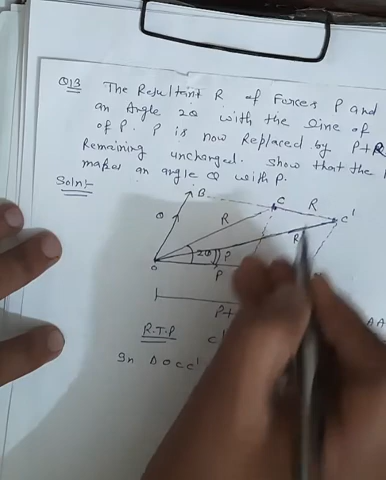 Q13 The Resultant R of Forces P and
an Angle 2θ with the line of
of P. P is now Replaced by P+R
Remaining unchanged. Show that the
makes an angle θ with P.
Soln:-
B
C
R
C'
Q
R
R'
2θ
P
O
P
P+
R.T.P C'
In Δ OCC'